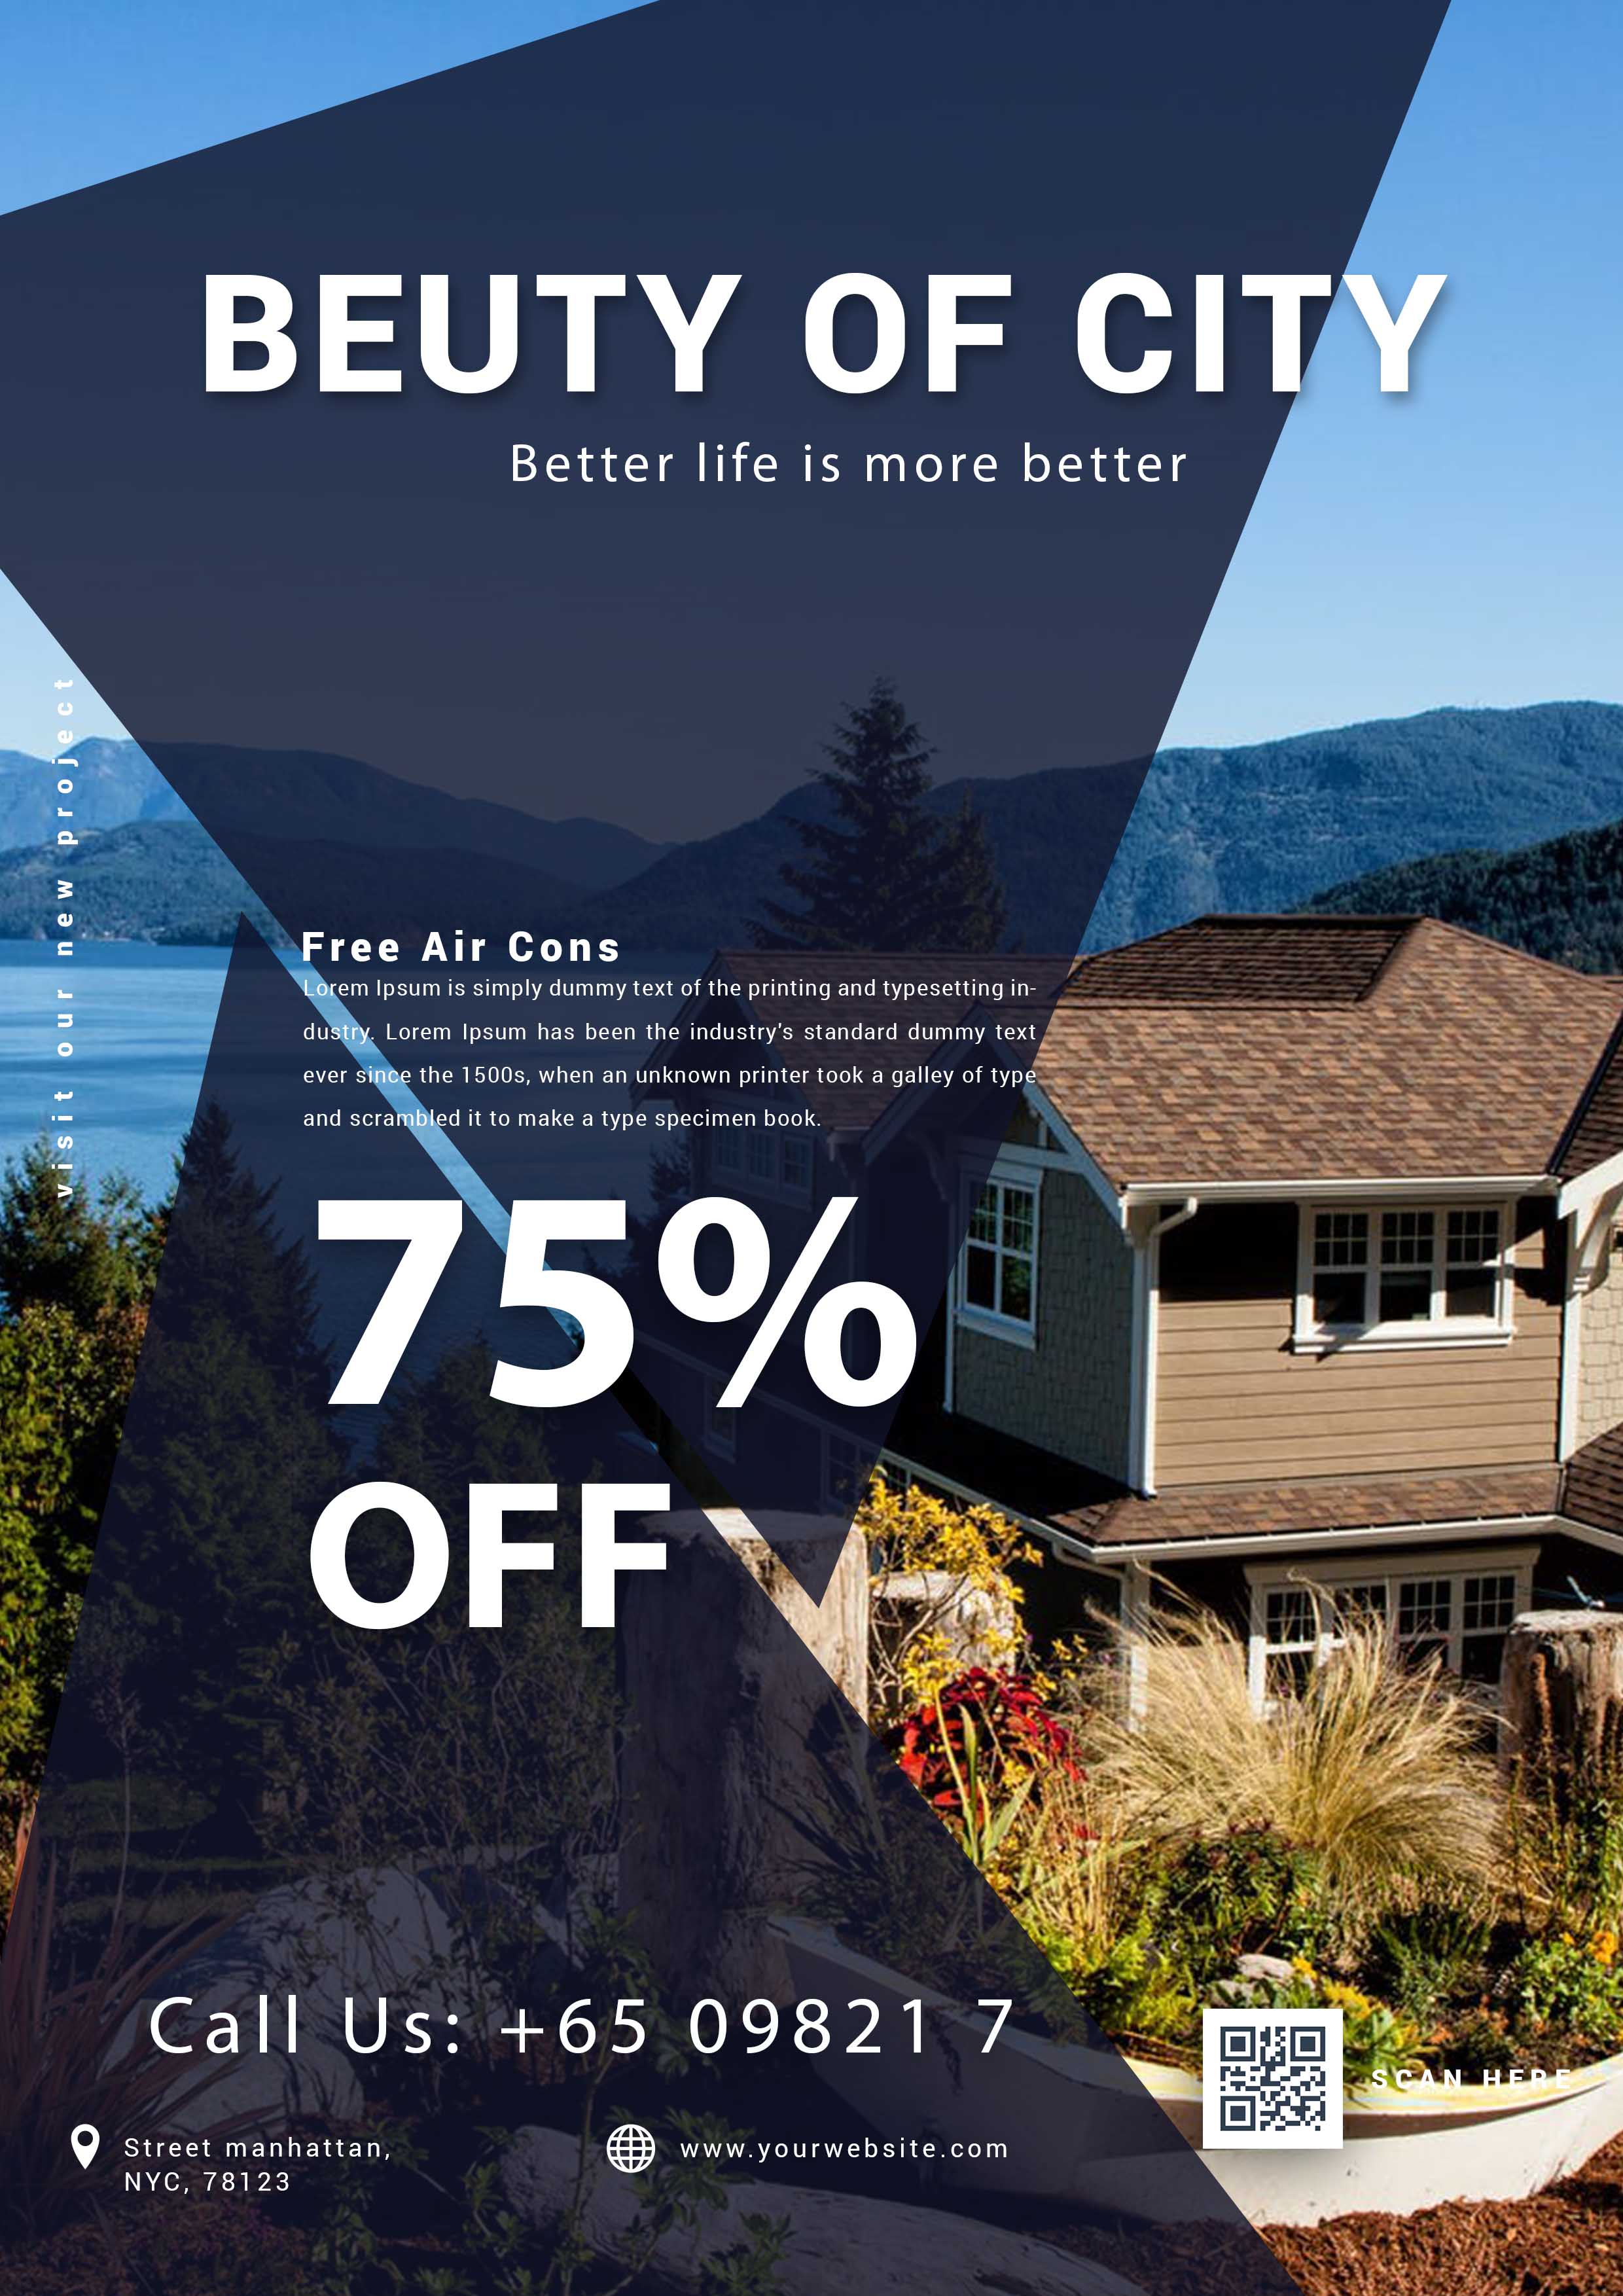 BEUTY OF CITY
Better life is more better
visit our new project
Free Air Cons
Lorem Ipsum is simply dummy text of the printing and typesetting in-
dustry. Lorem Ipsum has been the industry's standard dummy text
ever since the 1500s, when an unknown printer took a galley of type
and scrambled it to make a type specimen book.
75%
OFF
Call Us: +65 09821 7
Street manhattan,
NYC, 78123
www.yourwebsite.com
SCAN HERE